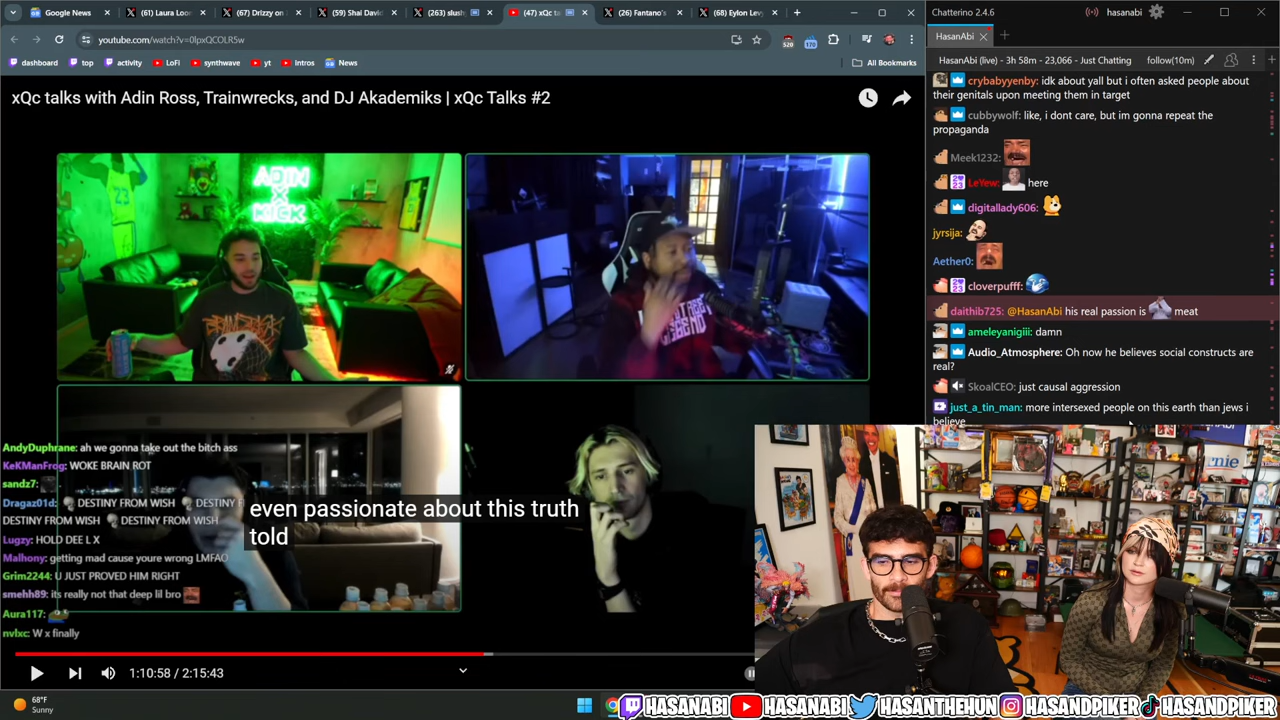 (61) Laura Loon
(67) Drizzy on
(59) Shai David
(263) slush
(47) xQc ta
(26) Fantano's
(68) Eylon Lev
Google News
youtube.com/watch?v=0lpxQCOLR5w
520
170
dashboard
top
activity
LoFi
synthwave
yt
intros
News
All Bookmarks
xQc talks with Adin Ross, Trainwrecks, and DJ Akademiks | xQc Talks #2
ADIN
X
KICK
23
AndyDuphrane: ah we gonna take out the bitch ass
KeKManFrog: WOKE BRAIN ROT
sandz7:
Dragaz01d: DESTINY FROM WISH DESTINY F
DESTINY FROM WISH DESTINY FROM WISH
Lugzy: HOLD DEE L X
Malhony: getting mad cause youre wrong LMFAO
Grim2244: U JUST PROVED HIM RIGHT
smehh89: its really not that deep lil bro
Aura117:
nvlxc: W x finally
even passionate about this truth
told
1:10:58 / 2:15:43
68°F
Sunny
Chatterino 2.4.6
hasanabi
HasanAbi
HasanAbi (live) - 3h 58m - 23,066 - Just Chatting
follow(10m)
crybabyyenby: idk about yall but i often asked people about
their genitals upon meeting them in target
cubbywolf: like, i dont care, but im gonna repeat the
propaganda
Meek1232:
LeYew: here
digitallady606:
jyrsija:
Aether0:
cloverpufff:
daithib725: @HasanAbi his real passion is meat
ameleyanigiii: damn
Audio_Atmosphere: Oh now he believes social constructs are
real?
SkoalCEO: just causal aggression
just_a_tin_man: more intersexed people on this earth than jews i
believe
ernie
HASANABI
HASANABI
HASANTHEHUN
HASANDPIKER
HASANDPIKER